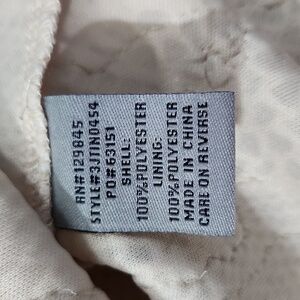 RN#129845
STYLE#3JTIN0454
PO#63151
SHELL:
100%POLYESTER
LINING:
100%POLYESTER
MADE IN CHINA
CARE ON REVERSE